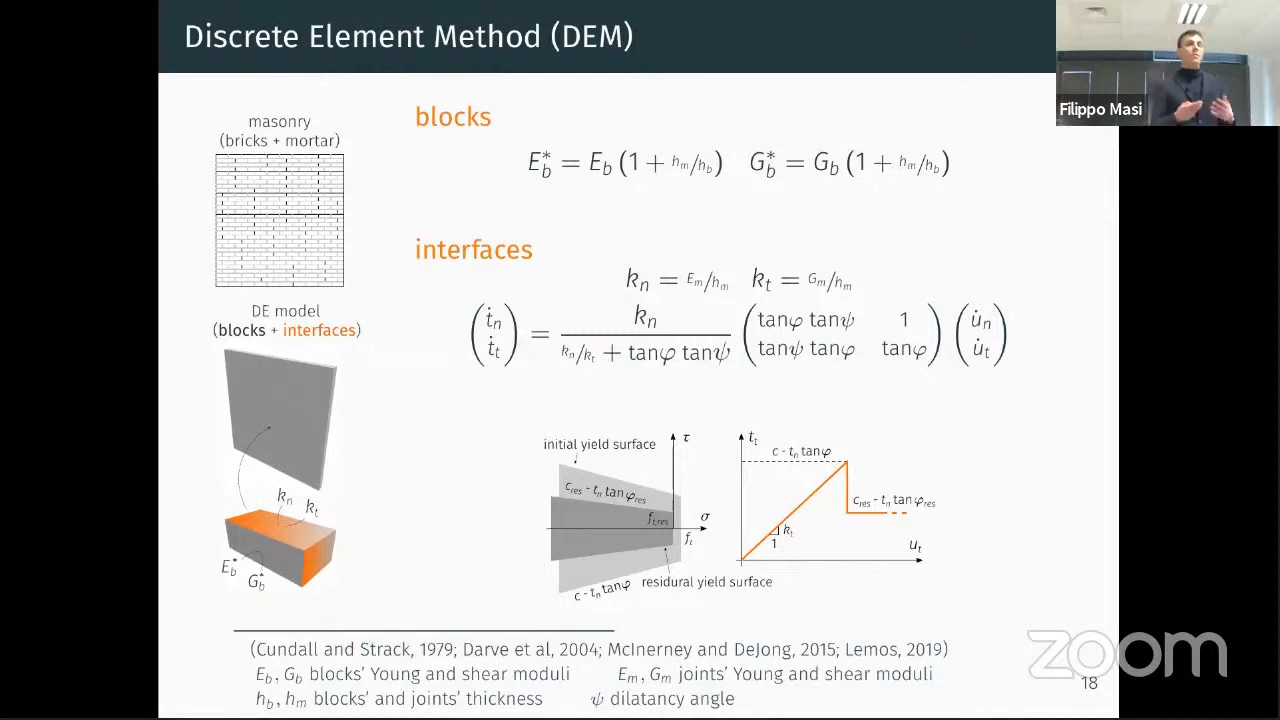 Discrete Element Method (DEM)
Filippo Masi
masonry
(bricks + mortar)
DE model
(blocks + interfaces)
k_n
k_t
E_b^*
G_b^*
blocks
E_b^* = E_b (1 + h_m/h_b) G_b^* = G_b (1 + h_m/h_b)
interfaces
k_n = E_m/h_m k_t = G_m/h_m
(ṫ_n ṫ_t) = k_n / (k_n/k_t + tanφ tanψ) (tanφ tanψ 1 tanψ tanφ tanφ) (u̇_n u̇_t)
initial yield surface
τ
c_res - t_n tanφ_res
f_t,res
σ
f_t
residural yield surface
c - t_n tanφ
t_t
c - t_n tanφ
c_res - t_n tanφ_res
k_t
1
u_t
(Cundall and Strack, 1979; Darve et al, 2004; McInerney and DeJong, 2015; Lemos, 2019)
E_b, G_b blocks' Young and shear moduli E_m, G_m joints' Young and shear moduli
h_b, h_m blocks' and joints' thickness ψ dilatancy angle
zoom
18